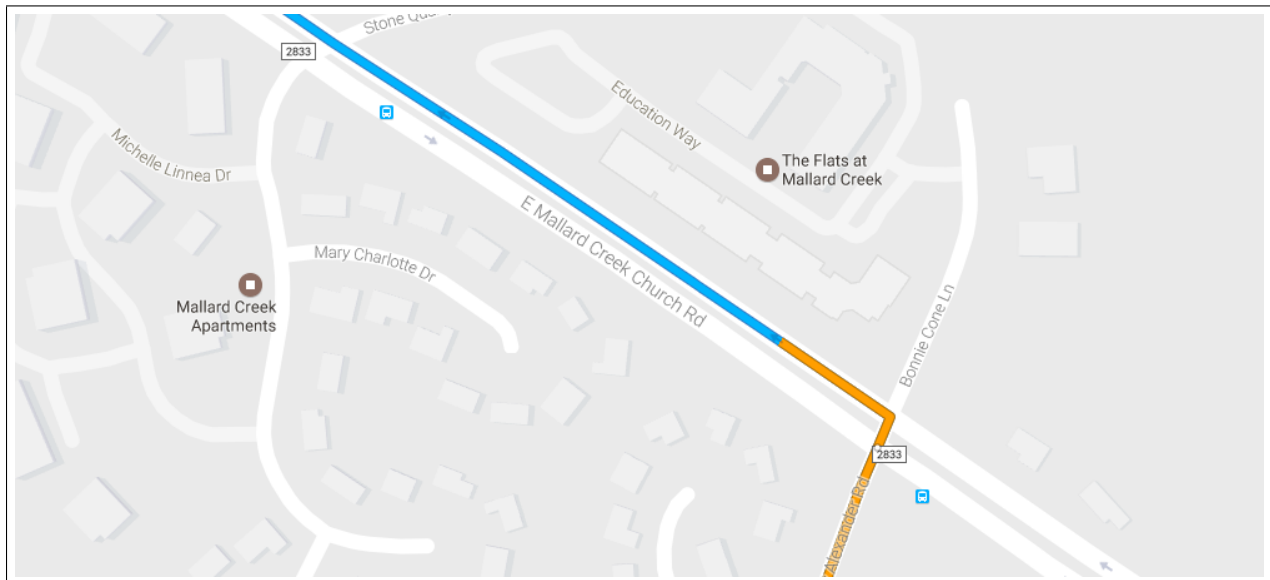 Stone Qua
2833
Education Way
Michelle Linnea Dr
The Flats at
Mallard Creek
E Mallard Creek Church Rd
Mary Charlotte Dr
Mallard Creek
Apartments
Bonnie Cone Ln
2833
Alexander Rd